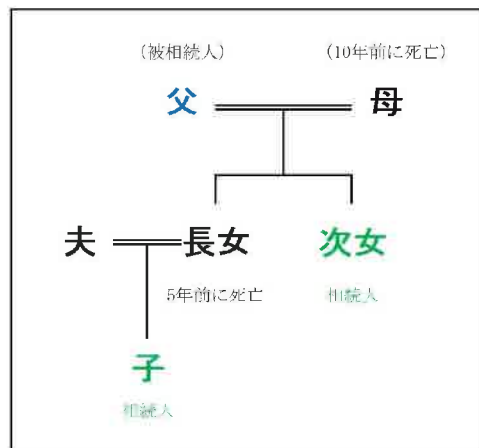 (被相続人) (10年前に死亡)
父 母
夫 長女 次女
5年前に死亡 相続人
子
相続人